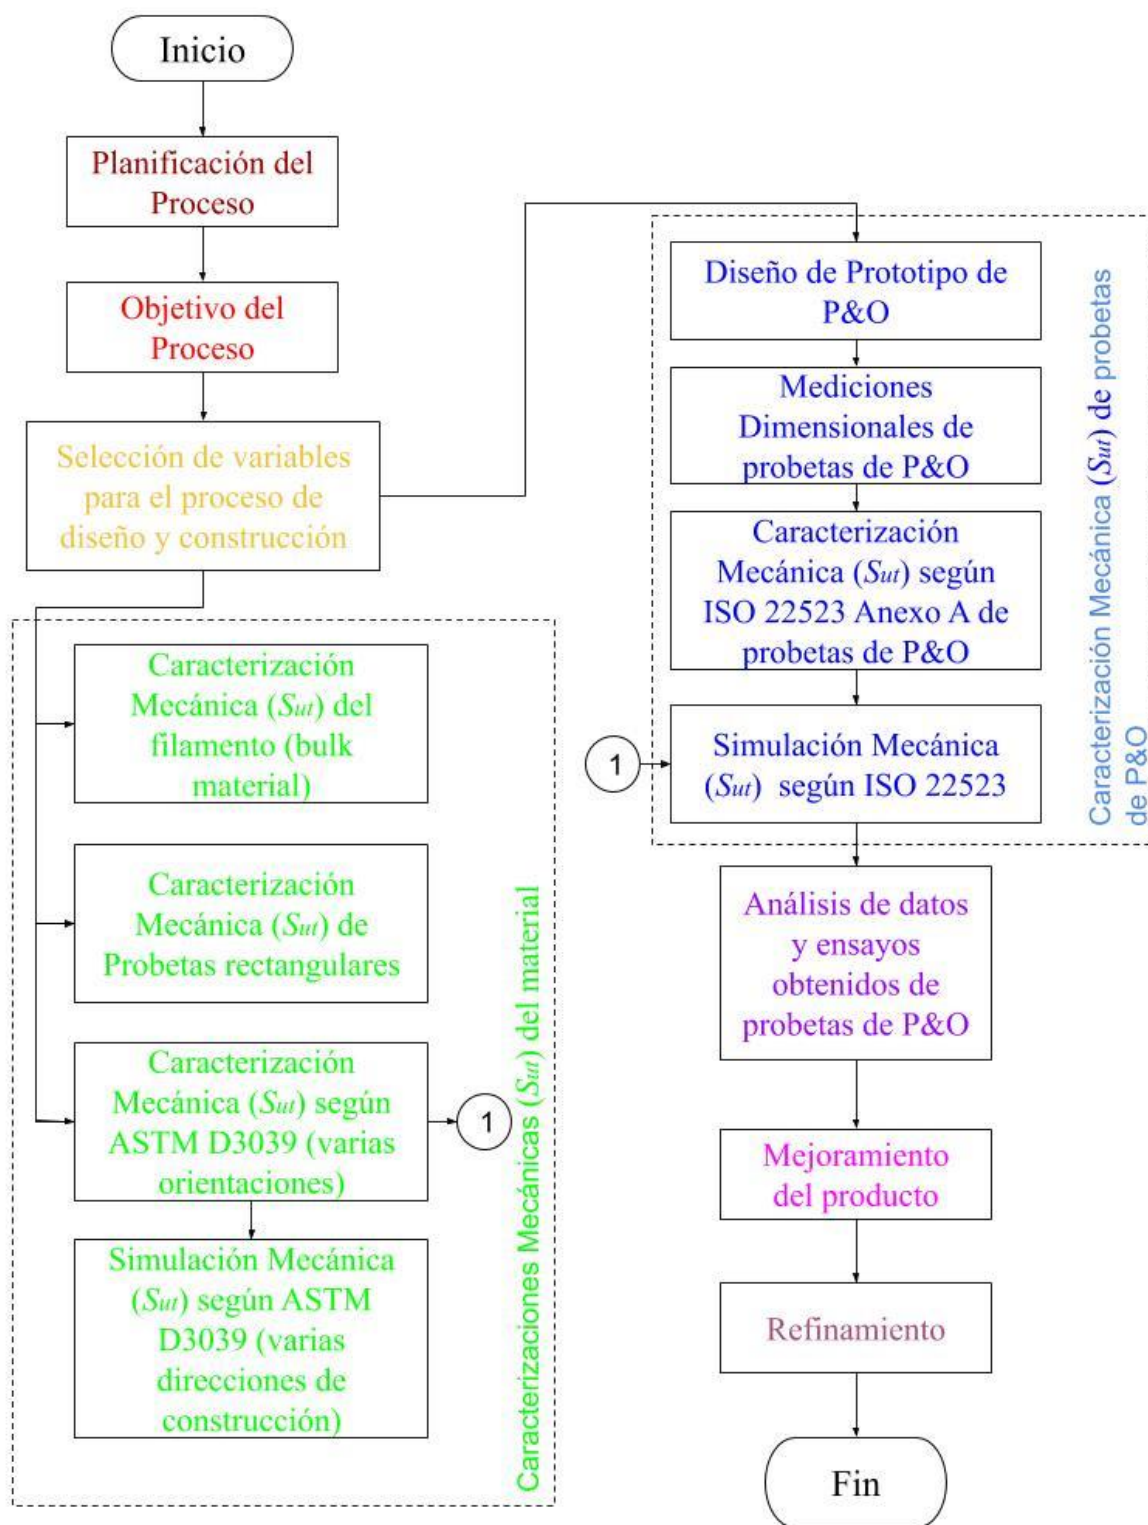 Inicio
Planificación del
Proceso
Objetivo del
Proceso
Selección de variables
para el proceso de
diseño y construcción
Caracterización
Mecánica (Sut) del
filamento (bulk
material)
Caracterización
Mecánica (Sut) de
Probetas rectangulares
Caracterización
Mecánica (Sut) según
ASTM D3039 (varias
orientaciones)
1
Simulación Mecánica
(Sut) según ASTM
D3039 (varias
direcciones de
construcción)
Caracterizaciones Mecánicas (Sut) del material
Diseño de Prototipo de
P&O
Mediciones
Dimensionales de
probetas de P&O
Caracterización
Mecánica (Sut) según
ISO 22523 Anexo A de
probetas de P&O
1
Simulación Mecánica
(Sut) según ISO 22523
Caracterización Mecánica (Sut) de probetas
de P&O
Análisis de datos
y ensayos
obtenidos de
probetas de P&O
Mejoramiento
del producto
Refinamiento
Fin